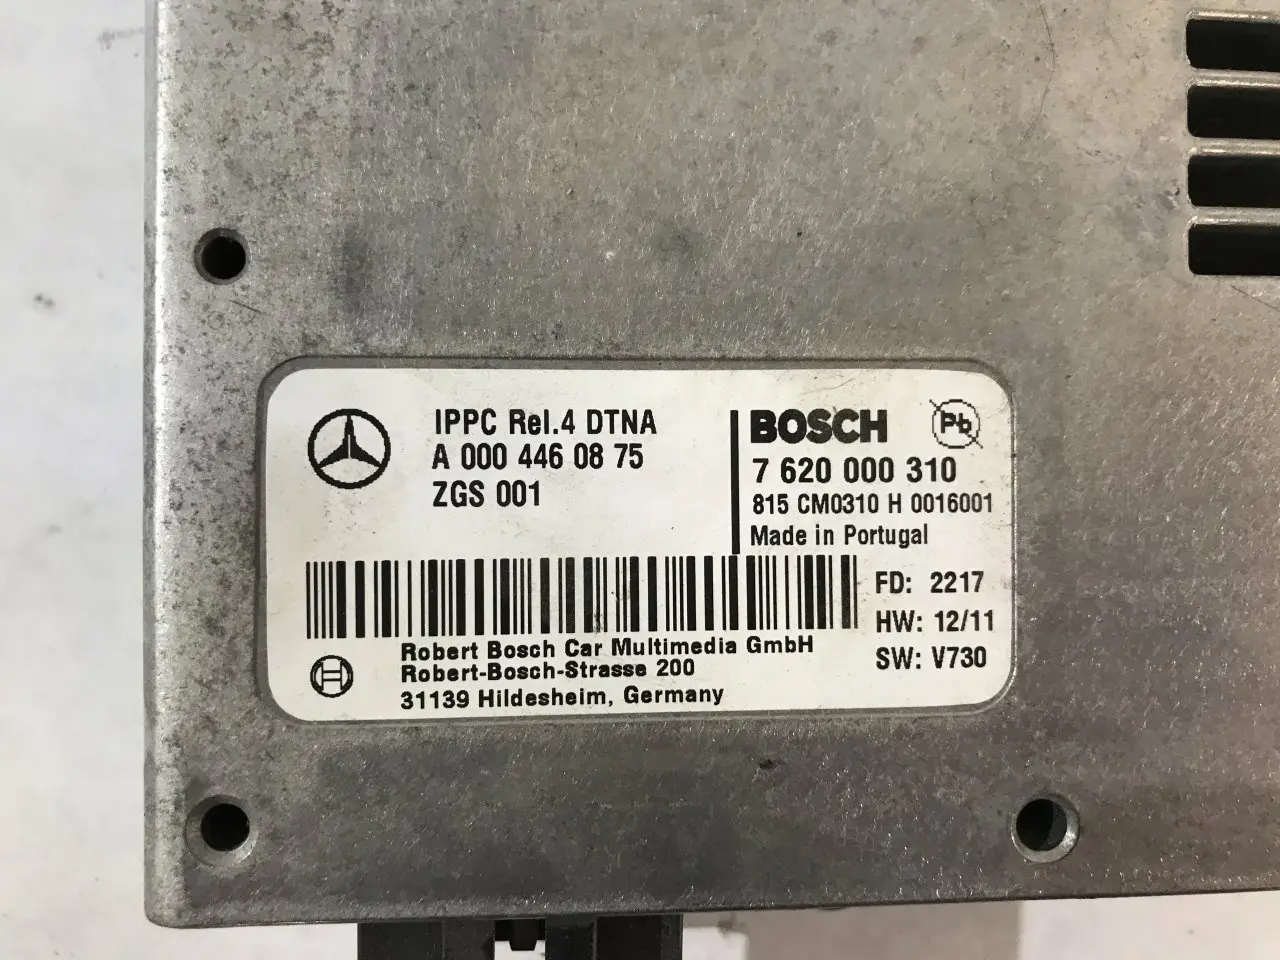 IPPC Rel.4 DTNA
A 000 446 08 75
ZGS 001
BOSCH
Pb
7 620 000 310
815 CM0310 H 0016001
Made in Portugal
FD: 2217
HW: 12/11
SW: V730
Robert Bosch Car Multimedia GmbH
Robert-Bosch-Strasse 200
31139 Hildesheim, Germany